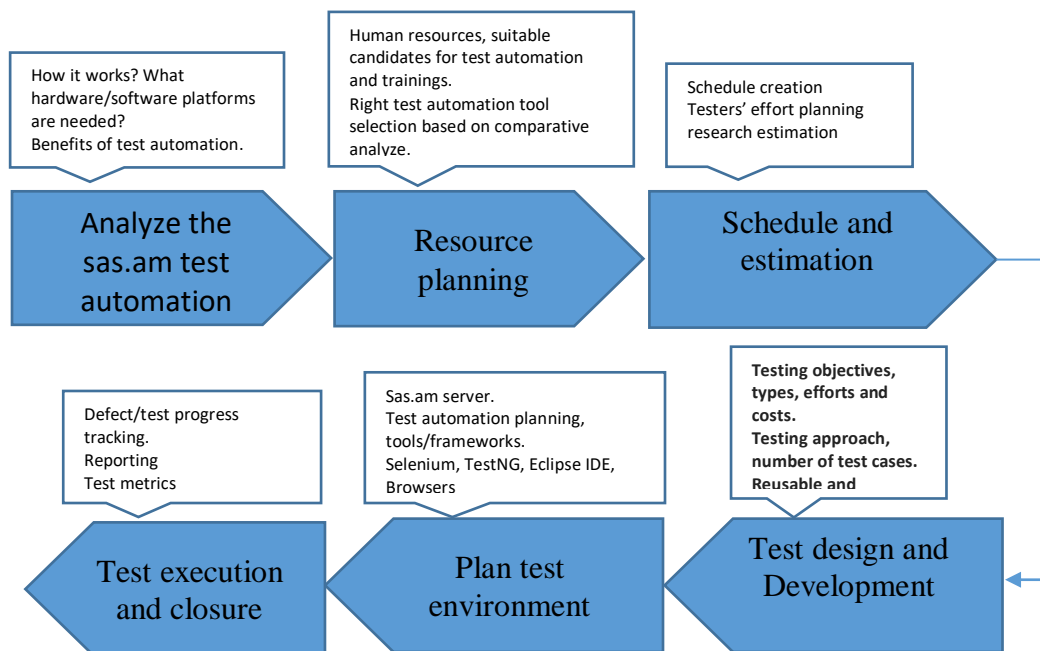 How it works? What
hardware/software platforms
are needed?
Benefits of test automation.
Human resources, suitable
candidates for test automation
and trainings.
Right test automation tool
selection based on comparative
analyze.
Schedule creation
Testers' effort planning
research estimation
Analyze the
sas.am test
automation
Resource
planning
Schedule and
estimation
Defect/test progress
tracking.
Reporting
Test metrics
Sas.am server.
Test automation planning,
tools/frameworks.
Selenium, TestNG, Eclipse IDE,
Browsers
Testing objectives,
types, efforts and
costs.
Testing approach,
number of test cases.
Reusable and
Test execution
and closure
Plan test
environment
Test design and
Development